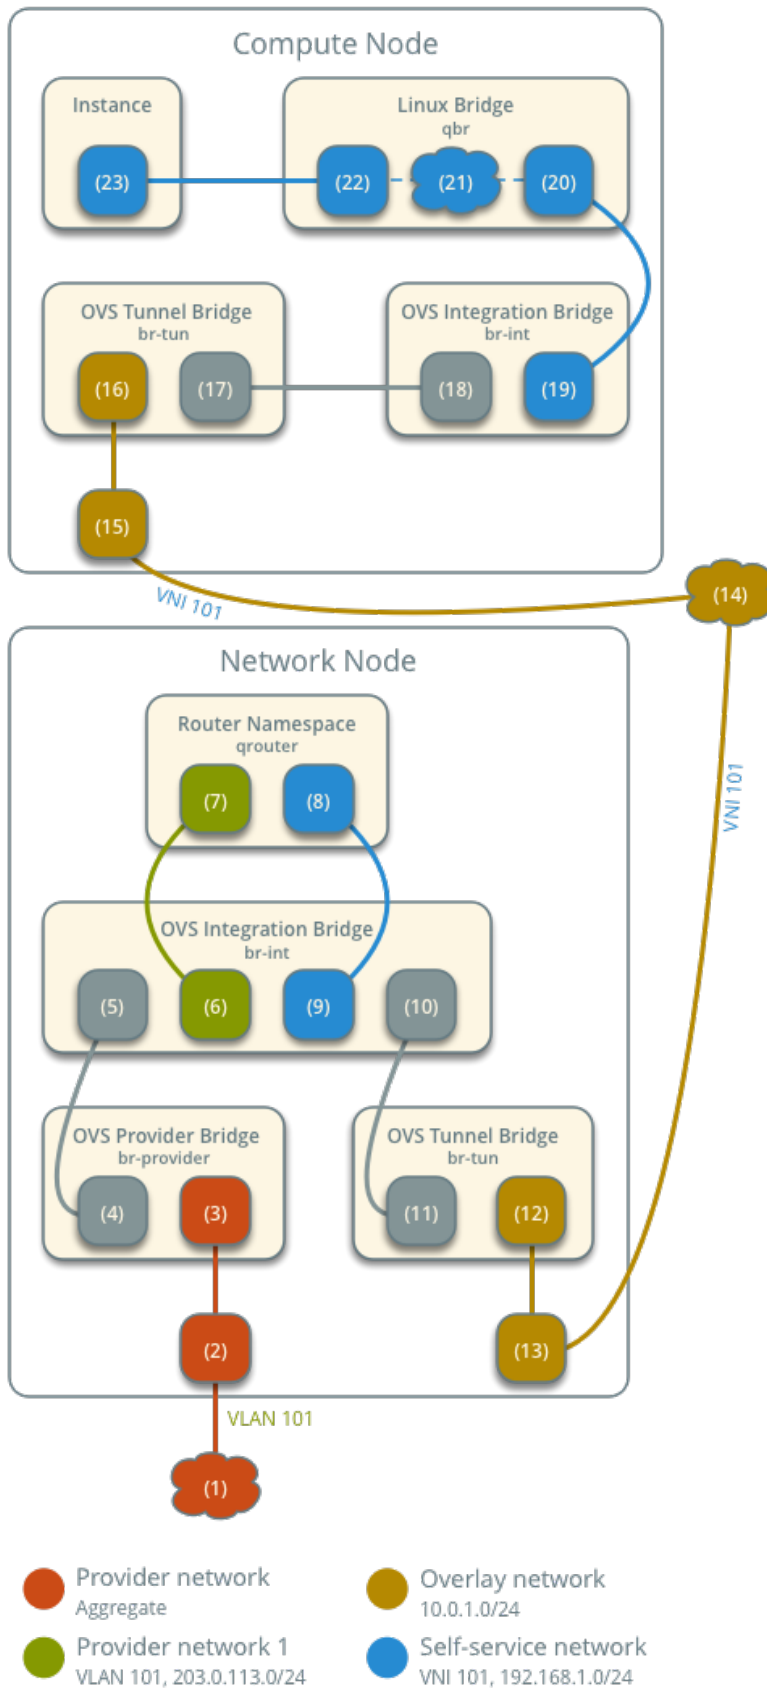 Compute Node
Instance
Linux Bridge
qbr
(23)
(22)
(21)
(20)
OVS Tunnel Bridge
br-tun
OVS Integration Bridge
br-int
(16)
(17)
(18)
(19)
(15)
VNI 101
(14)
Network Node
Router Namespace
qrouter
(7)
(8)
VNI 101
OVS Integration Bridge
br-int
(5)
(6)
(9)
(10)
OVS Provider Bridge
br-provider
OVS Tunnel Bridge
br-tun
(4)
(3)
(11)
(12)
(2)
(13)
VLAN 101
(1)
Provider network
Aggregate
Overlay network
10.0.1.0/24
Provider network 1
VLAN 101, 203.0.113.0/24
Self-service network
VNI 101, 192.168.1.0/24